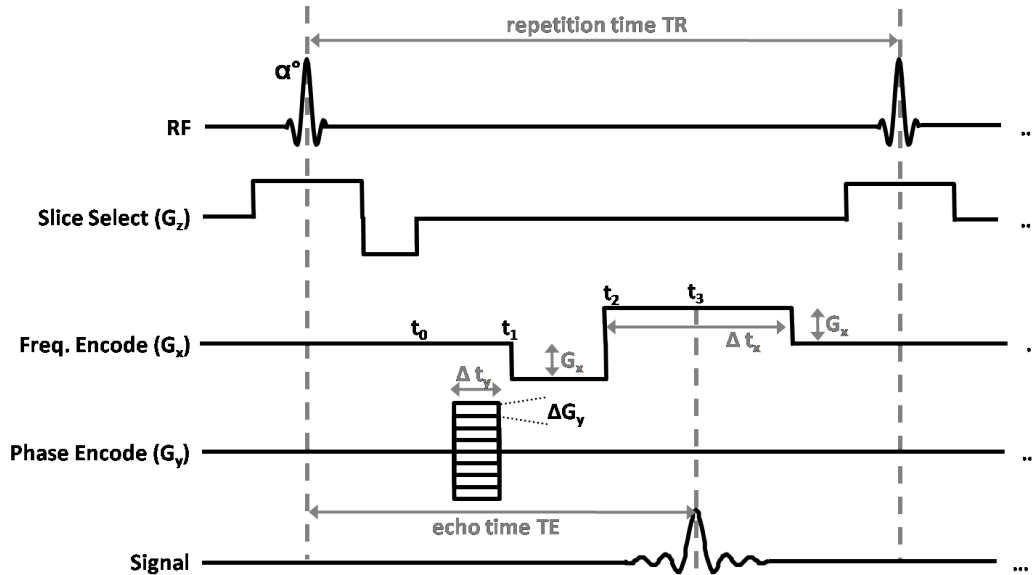 repetition time TR
α°
RF
...
Slice Select (Gz)
...
t0
t1
t2
t3
Freq. Encode (Gx)
Gx
Δ tx
Gx
.
Δ ty
ΔGy
Phase Encode (Gy)
..
echo time TE
Signal
...